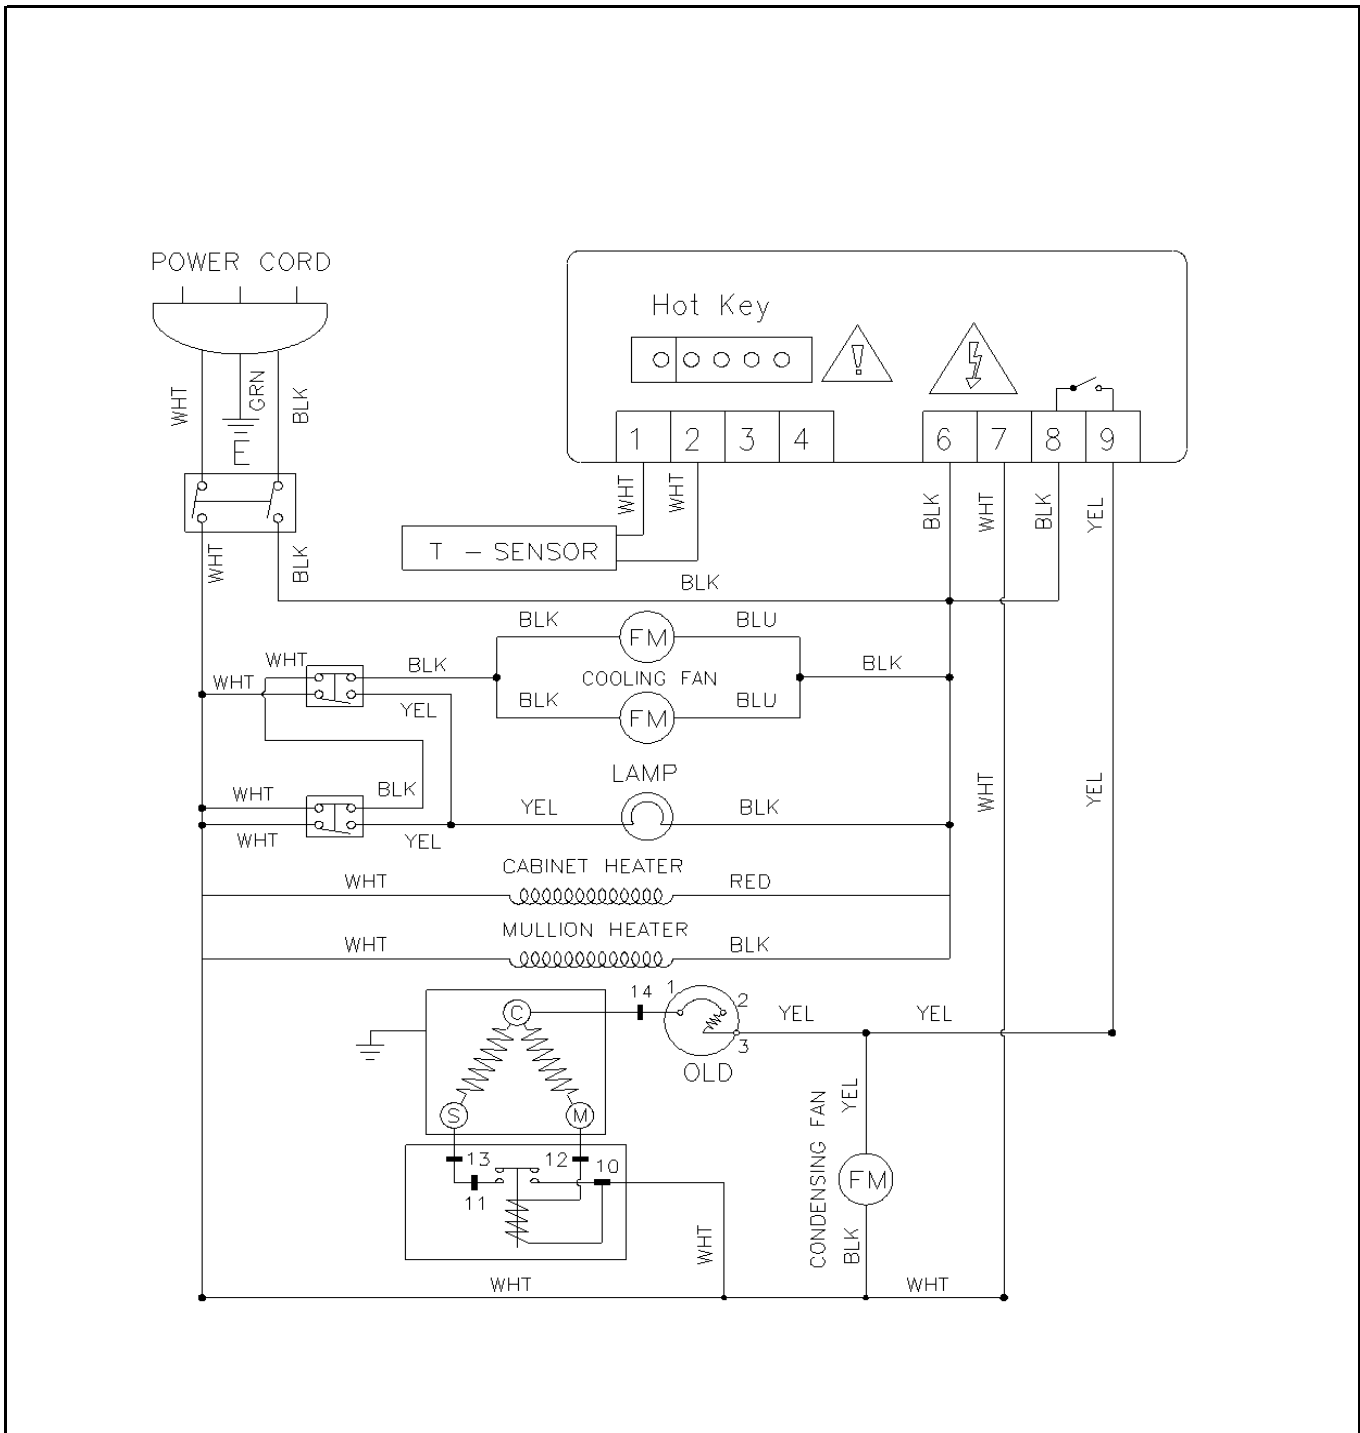 POWER CORD
Hot Key
!
WHT
GRN
BLK
E
1 2 3 4
6 7 8 9
WHT
BLK
WHT
WHT
BLK
WHT
BLK
YEL
T - SENSOR
BLK
BLK
FM
BLU
WHT
BLK
COOLING FAN
BLK
WHT
YEL
BLK
FM
BLU
LAMP
WHT
BLK
YEL
BLK
WHT
YEL
WHT
YEL
CABINET HEATER
WHT
RED
MULLION HEATER
WHT
BLK
C
14
1
2
3
OLD
YEL
YEL
S
M
YEL
CONDENSING FAN
FM
BLK
13
12
10
11
WHT
WHT
WHT